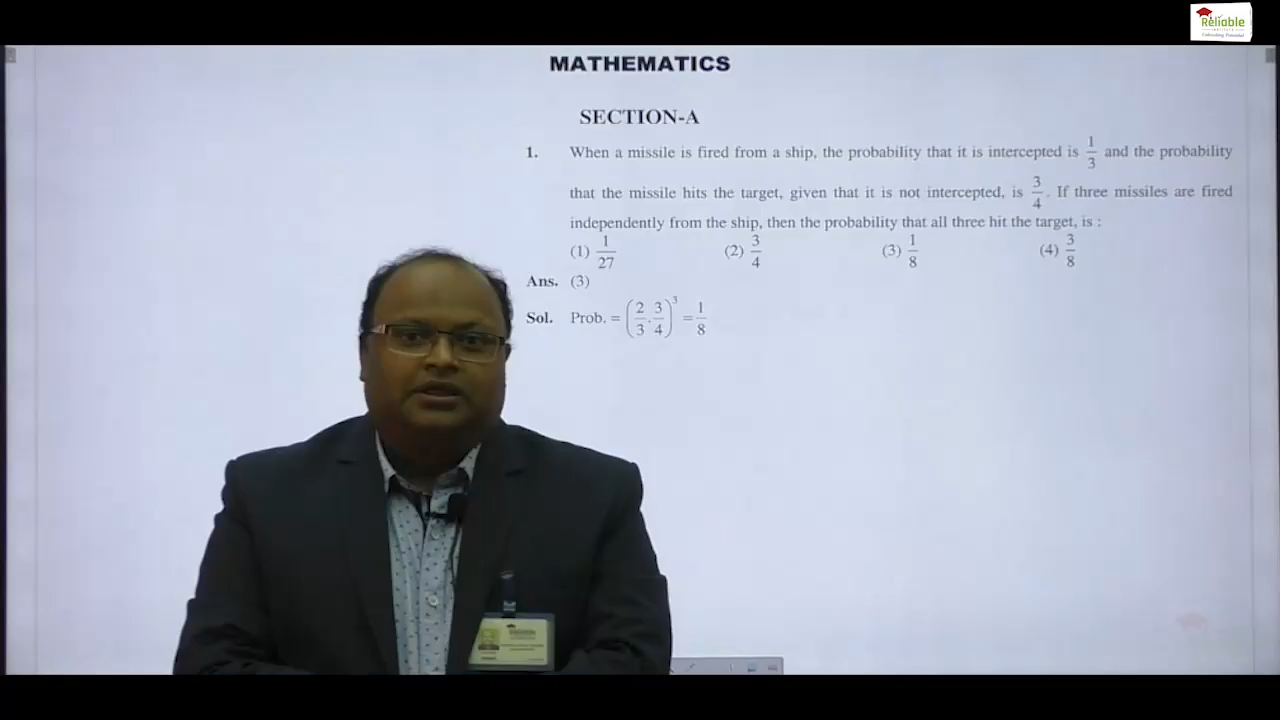 Reliable
INSTITUTE
Unleashing Potential
MATHEMATICS
SECTION-A
1. When a missile is fired from a ship, the probability that it is intercepted is 1/3 and the probability
that the missile hits the target, given that it is not intercepted, is 3/4. If three missiles are fired
independently from the ship, then the probability that all three hit the target, is :
(1) 1/27 (2) 3/4 (3) 1/8 (4) 3/8
Ans. (3)
Sol. Prob. = (2/3 . 3/4)³ = 1/8